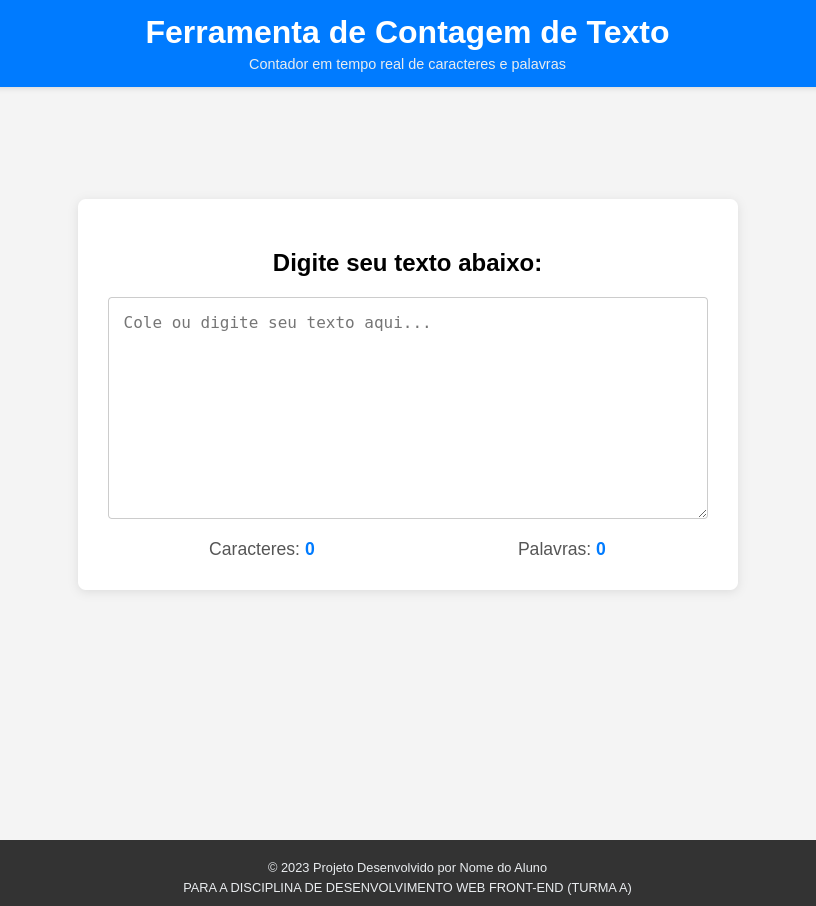 Ferramenta de Contagem de Texto
Contador em tempo real de caracteres e palavras
Digite seu texto abaixo:
Cole ou digite seu texto aqui...
Caracteres: 0 Palavras: 0
© 2023 Projeto Desenvolvido por Nome do Aluno
PARA A DISCIPLINA DE DESENVOLVIMENTO WEB FRONT-END (TURMA A)